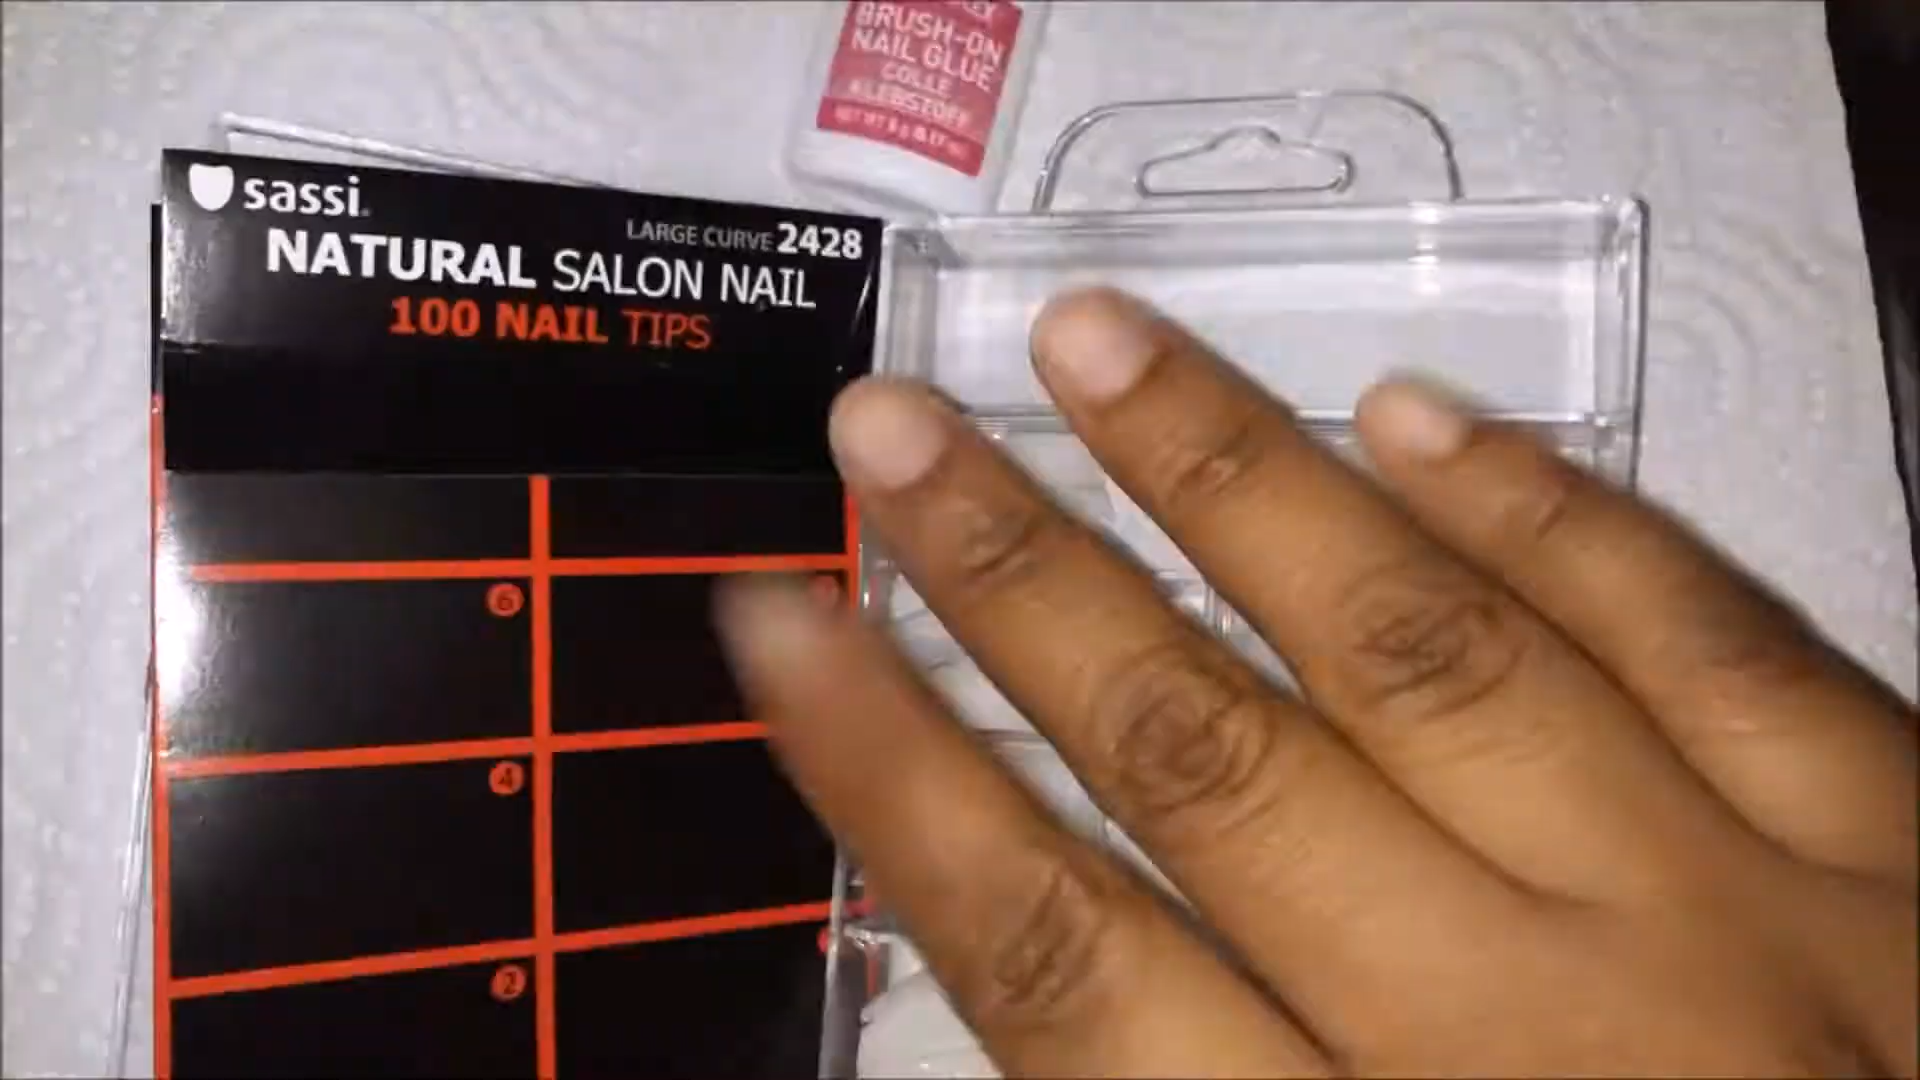 BRUSH-ON
NAIL GLUE
COLLE
KLEBSTOFF
sassi
LARGE CURVE 2428
NATURAL SALON NAIL
100 NAIL TIPS
6
4
2